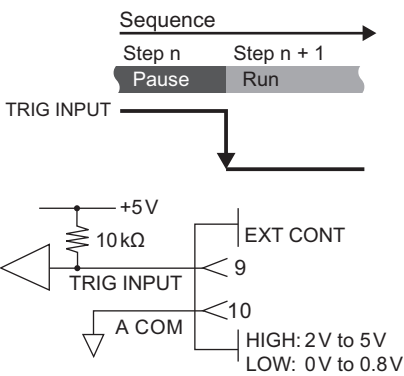 Sequence
Step n Step n + 1
Pause Run
TRIG INPUT
+5V
10kΩ
EXT CONT
9
TRIG INPUT
10
A COM
HIGH: 2V to 5V
LOW: 0V to 0.8V